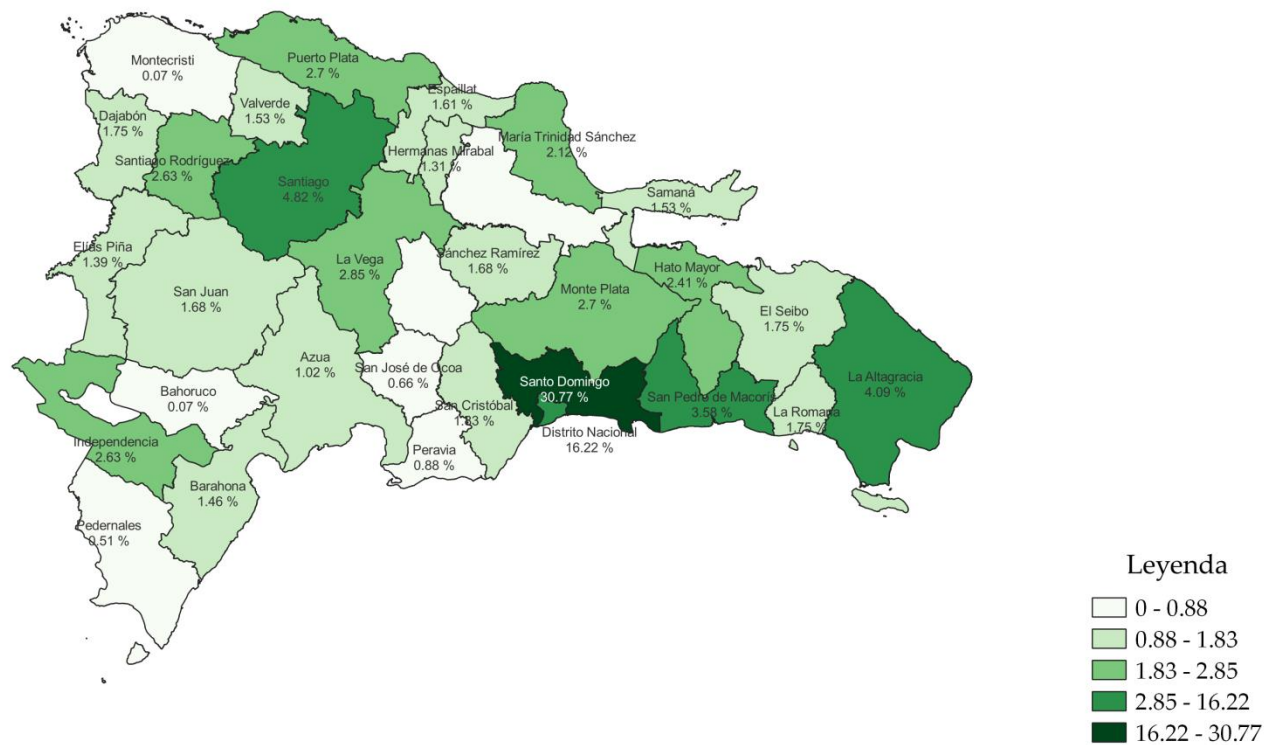 Montecristi
0.07 %
Puerto Plata
2.7 %
Espaillat
1.61 %
Valverde
1.53 %
Dajabón
1.75 %
María Trinidad Sánchez
2.12 %
Hermanas Mirabal
1.31 %
Santiago Rodríguez
2.63 %
Santiago
4.82 %
Samaná
1.53 %
Elías Piña
1.39 %
La Vega
2.85 %
Sánchez Ramírez
1.68 %
Hato Mayor
2.41 %
San Juan
1.68 %
Monte Plata
2.7 %
El Seibo
1.75 %
Azua
1.02 %
San José de Ocoa
0.66 %
Bahoruco
0.07 %
Santo Domingo
30.77 %
La Altagracia
4.09 %
San Pedro de Macorís
3.58 %
San Cristóbal
1.83 %
La Romana
1.75 %
Distrito Nacional
16.22 %
Independencia
2.63 %
Peravia
0.88 %
Barahona
1.46 %
Pedernales
0.51 %
Leyenda
0 - 0.88
0.88 - 1.83
1.83 - 2.85
2.85 - 16.22
16.22 - 30.77